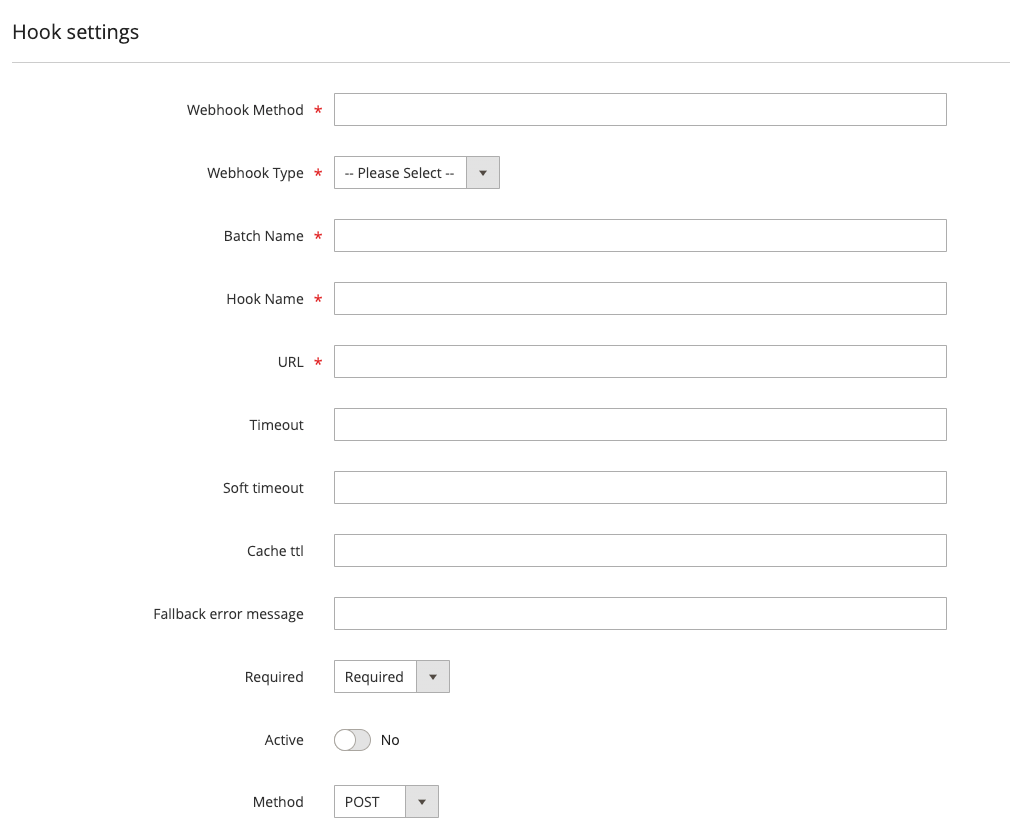 Hook settings
Webhook Method *
Webhook Type * -- Please Select --
Batch Name *
Hook Name *
URL *
Timeout
Soft timeout
Cache ttl
Fallback error message
Required Required
Active No
Method POST